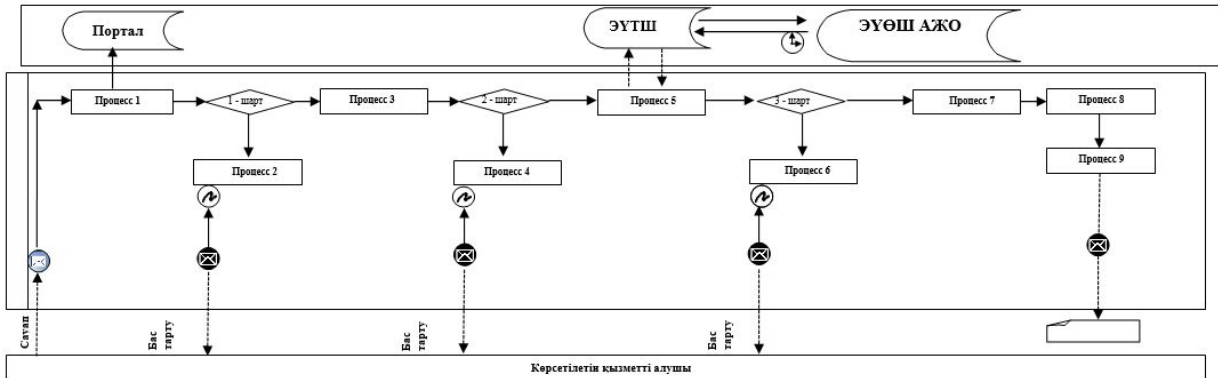 Портал
ЭҮТШ
ЭҮӨШ АЖО
Процесс 1
1 - шарт
Процесс 3
2 - шарт
Процесс 5
3 - шарт
Процесс 7
Процесс 8
Процесс 2
Процесс 4
Процесс 6
Процесс 9
Сауап
Бас
тарту
Бас
тарту
Бас
тарту
Көрсетілетін қызметті алушы